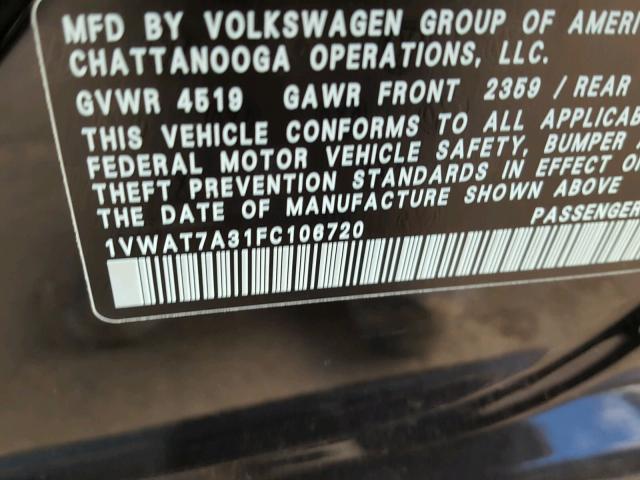 MFD BY VOLKSWAGEN GROUP OF AMERI
CHATTANOOGA OPERATIONS, LLC.
GVWR 4519 GAWR FRONT 2359 / REAR
THIS VEHICLE CONFORMS TO ALL APPLICAB
FEDERAL MOTOR VEHICLE SAFETY, BUMPER
THEFT PREVENTION STANDARDS IN EFFECT O
THE DATE OF MANUFACTURE SHOWN ABOVE
1VWAT7A31FC106720 PASSENGER